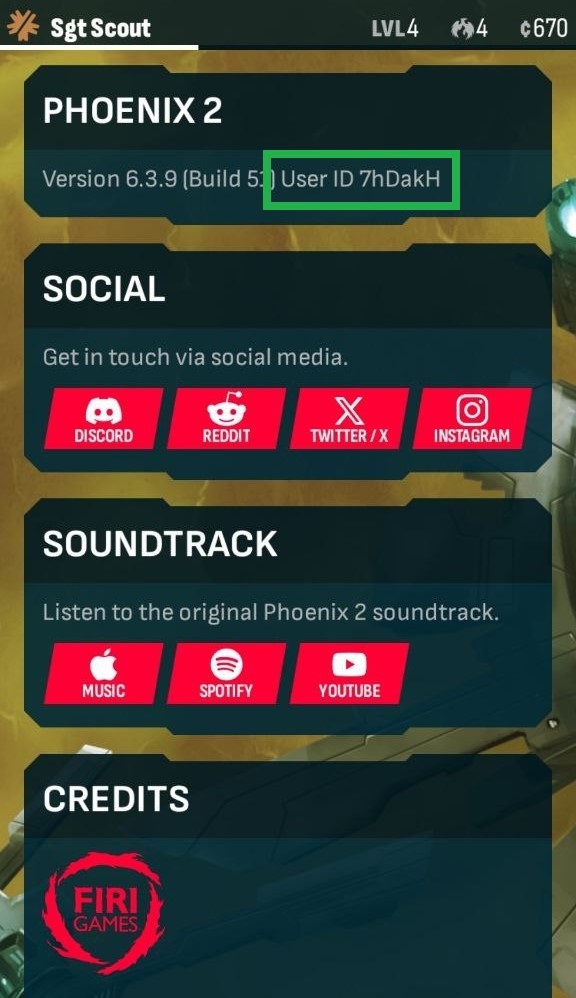 Sgt Scout LVL4 4 ¢670
PHOENIX 2
Version 6.3.9 (Build 51) User ID 7hDakH
SOCIAL
Get in touch via social media.
DISCORD REDDIT TWITTER / X INSTAGRAM
SOUNDTRACK
Listen to the original Phoenix 2 soundtrack.
MUSIC SPOTIFY YOUTUBE
CREDITS
FIRI
GAMES